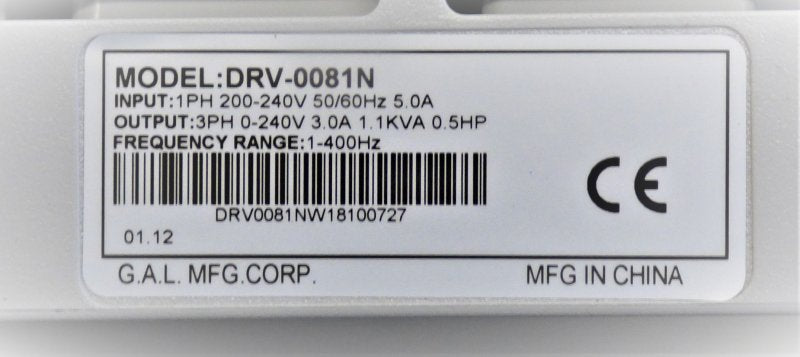 MODEL:DRV-0081N
INPUT:1PH 200-240V 50/60Hz 5.0A
OUTPUT:3PH 0-240V 3.0A 1.1KVA 0.5HP
FREQUENCY RANGE:1-400Hz
CE
DRV0081NW18100727
01.12
G.A.L. MFG.CORP.
MFG IN CHINA